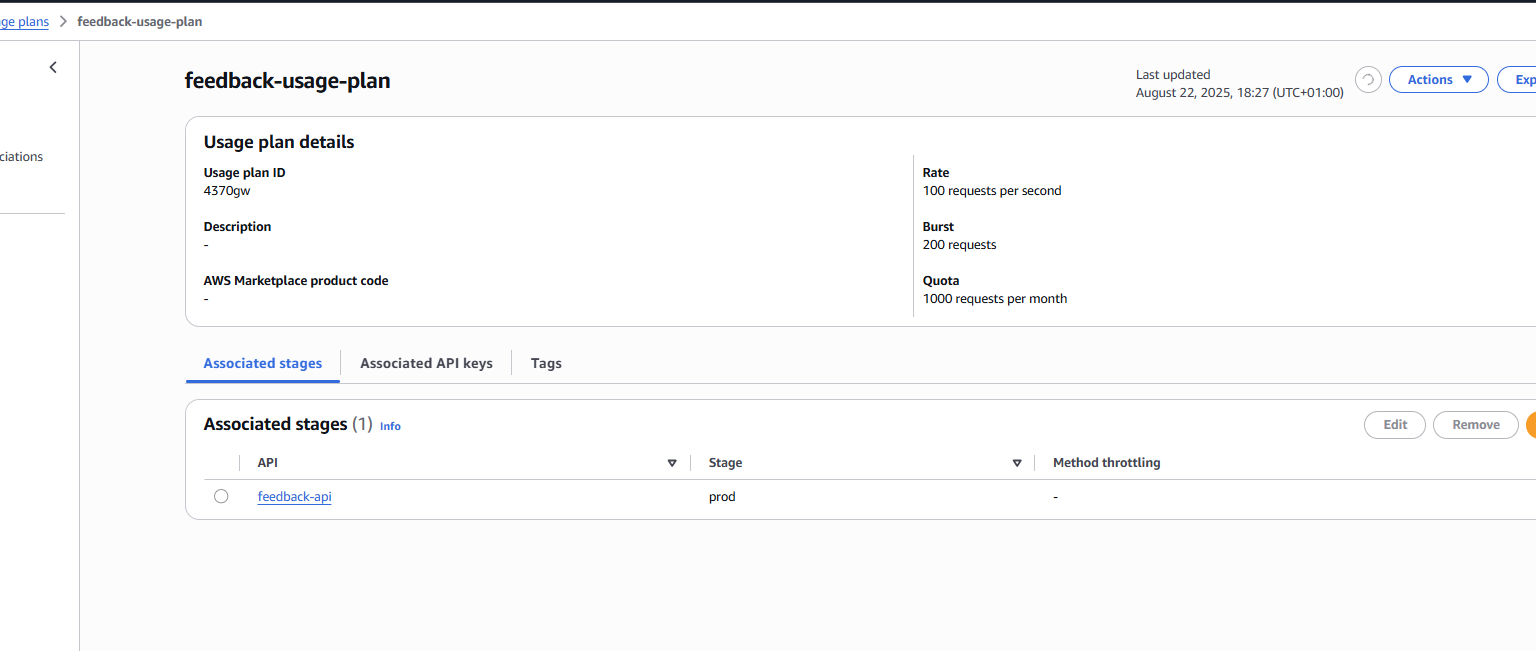 ge plans > feedback-usage-plan
ciations
feedback-usage-plan
Last updated
August 22, 2025, 18:27 (UTC+01:00)
Actions
Exp
Usage plan details
Usage plan ID
4370gw
Description
-
AWS Marketplace product code
-
Rate
100 requests per second
Burst
200 requests
Quota
1000 requests per month
Associated stages
Associated API keys
Tags
Associated stages (1) Info
Edit
Remove
API
Stage
Method throttling
feedback-api
prod
-